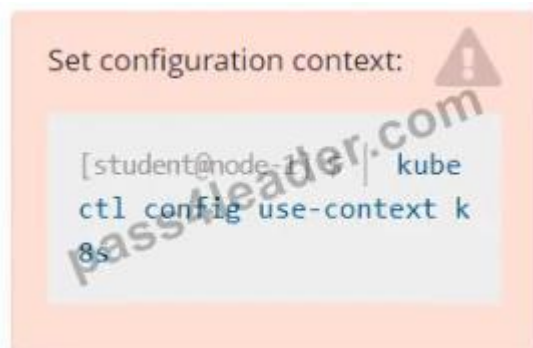 Set configuration context:
[student@node-1] $ | kube
ctl config use-context k
8s
pass4leader.com